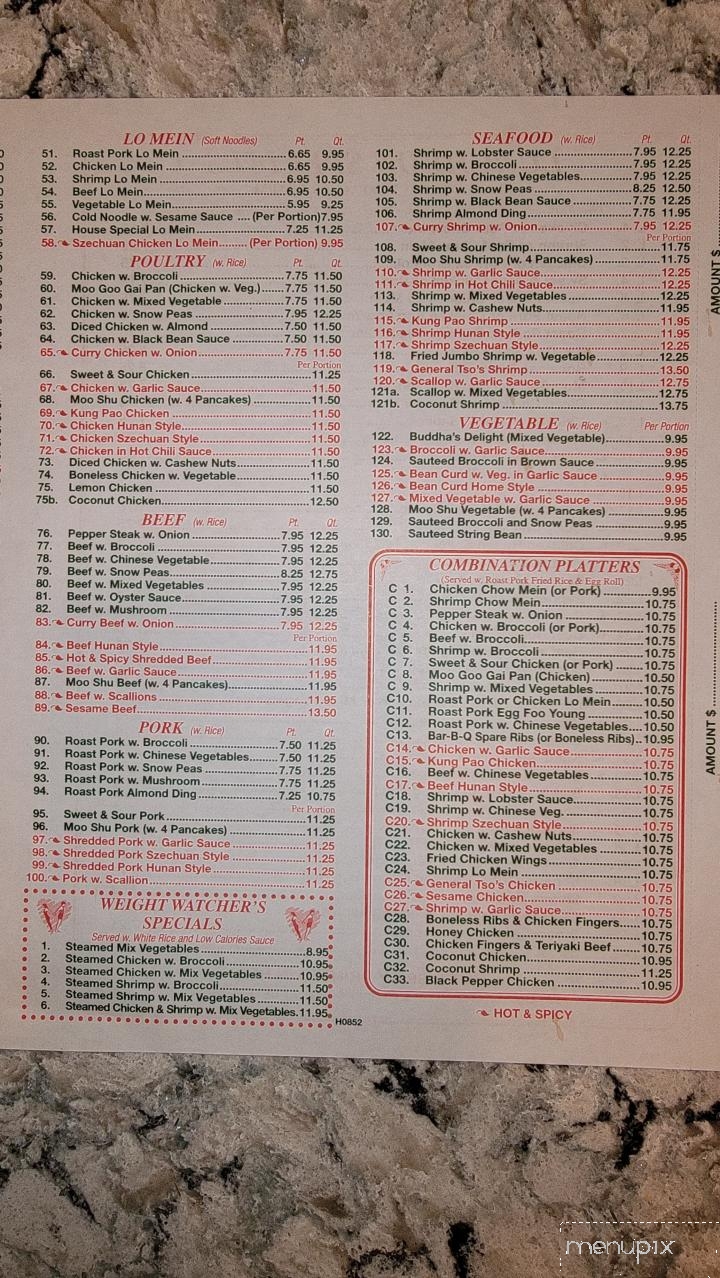 LO MEIN (Soft Noodles) Pt. Qt.
51. Roast Pork Lo Mein 6.65 9.95
52. Chicken Lo Mein 6.65 9.95
53. Shrimp Lo Mein 6.95 10.50
54. Beef Lo Mein 6.95 10.50
55. Vegetable Lo Mein 5.95 9.25
56. Cold Noodle w. Sesame Sauce .... (Per Portion)7.95
57. House Special Lo Mein 7.25 11.25
58. Szechuan Chicken Lo Mein (Per Portion) 9.95
POULTRY (w. Rice)
59. Chicken w. Broccoli 7.75 11.50
60. Moo Goo Gai Pan (Chicken w. Veg.) 7.75 11.50
61. Chicken w. Mixed Vegetable 7.75 11.50
62. Chicken w. Snow Peas 7.95 12.25
63. Diced Chicken w. Almond 7.50 11.50
64. Chicken w. Black Bean Sauce 7.50 11.50
65. Curry Chicken w. Onion 7.75 11.50
Per Portion
66. Sweet & Sour Chicken 11.25
67. Chicken w. Garlic Sauce 11.50
68. Moo Shu Chicken (w. 4 Pancakes) 11.50
69. Kung Pao Chicken 11.50
70. Chicken Hunan Style 11.50
71. Chicken Szechuan Style 11.50
72. Chicken in Hot Chili Sauce 11.50
73. Diced Chicken w. Cashew Nuts 11.50
74. Boneless Chicken w. Vegetable 11.50
75. Lemon Chicken 11.50
75b. Coconut Chicken 12.50
BEEF (w. Rice) Pt. Qt.
76. Pepper Steak w. Onion 7.95 12.25
77. Beef w. Broccoli 7.95 12.25
78. Beef w. Chinese Vegetable 7.95 12.25
79. Beef w. Snow Peas 8.25 12.75
80. Beef w. Mixed Vegetables 7.95 12.25
81. Beef w. Oyster Sauce 7.95 12.25
82. Beef w. Mushroom 7.95 12.25
83. Curry Beef w. Onion 7.95 12.25
Per Portion
84. Beef Hunan Style 11.95
85. Hot & Spicy Shredded Beef 11.95
86. Beef w. Garlic Sauce 11.95
87. Moo Shu Beef (w. 4 Pancakes) 11.95
88. Beef w. Scallions 11.95
89. Sesame Beef 13.50
PORK (w. Rice) Pt. Qt.
90. Roast Pork w. Broccoli 7.50 11.25
91. Roast Pork w. Chinese Vegetables 7.50 11.25
92. Roast Pork w. Snow Peas 7.75 11.25
93. Roast Pork w. Mushroom 7.75 11.25
94. Roast Pork Almond Ding 7.25 10.75
Per Portion
95. Sweet & Sour Pork 11.25
96. Moo Shu Pork (w. 4 Pancakes) 11.25
97. Shredded Pork w. Garlic Sauce 11.25
98. Shredded Pork Szechuan Style 11.25
99. Shredded Pork Hunan Style 11.25
100. Pork w. Scallion 11.25
WEIGHT WATCHER'S
SPECIALS
Served w. White Rice and Low Calories Sauce
1. Steamed Mix Vegetables 8.95
2. Steamed Chicken w. Broccoli 10.95
3. Steamed Chicken w. Mix Vegetables 10.95
4. Steamed Shrimp w. Broccoli 11.50
5. Steamed Shrimp w. Mix Vegetables 11.50
6. Steamed Chicken & Shrimp w. Mix Vegetables. 11.95
H0852
SEAFOOD (w. Rice) Pt. Qt.
101. Shrimp w. Lobster Sauce 7.95 12.25
102. Shrimp w. Broccoli 7.95 12.25
103. Shrimp w. Chinese Vegetables 7.95 12.25
104. Shrimp w. Snow Peas 8.25 12.50
105. Shrimp w. Black Bean Sauce 7.75 12.25
106. Shrimp Almond Ding 7.75 11.95
107. Curry Shrimp w. Onion 7.95 12.25
Per Portion
108. Sweet & Sour Shrimp 11.75
109. Moo Shu Shrimp (w. 4 Pancakes) 11.75
110. Shrimp w. Garlic Sauce 12.25
111. Shrimp in Hot Chili Sauce 12.25
113. Shrimp w. Mixed Vegetables 12.25
114. Shrimp w. Cashew Nuts 11.95
115. Kung Pao Shrimp 11.95
116. Shrimp Hunan Style 11.95
117. Shrimp Szechuan Style 12.25
118. Fried Jumbo Shrimp w. Vegetable 12.25
119. General Tso's Shrimp 13.50
120. Scallop w. Garlic Sauce 12.75
121a. Scallop w. Mixed Vegetables 12.75
121b. Coconut Shrimp 13.75
VEGETABLE (w. Rice) Per Portion
122. Buddha's Delight (Mixed Vegetable) 9.95
123. Broccoli w. Garlic Sauce 9.95
124. Sauteed Broccoli in Brown Sauce 9.95
125. Bean Curd w. Veg. in Garlic Sauce 9.95
126. Bean Curd Home Style 9.95
127. Mixed Vegetable w. Garlic Sauce 9.95
128. Moo Shu Vegetable (w. 4 Pancakes) 9.95
129. Sauteed Broccoli and Snow Peas 9.95
130. Sauteed String Bean 9.95
COMBINATION PLATTERS
(Served w. Roast Pork Fried Rice & Egg Roll)
C 1. Chicken Chow Mein (or Pork) 9.95
C 2. Shrimp Chow Mein 10.75
C 3. Pepper Steak w. Onion 10.75
C 4. Chicken w. Broccoli (or Pork) 10.75
C 5. Beef w. Broccoli 10.75
C 6. Shrimp w. Broccoli 10.75
C 7. Sweet & Sour Chicken (or Pork) 10.75
C 8. Moo Goo Gai Pan (Chicken) 10.50
C 9. Shrimp w. Mixed Vegetables 10.75
C10. Roast Pork or Chicken Lo Mein 10.50
C11. Roast Pork Egg Foo Young 10.50
C12. Roast Pork w. Chinese Vegetables 10.50
C13. Bar-B-Q Spare Ribs (or Boneless Ribs) 10.95
C14. Chicken w. Garlic Sauce 10.75
C15. Kung Pao Chicken 10.75
C16. Beef w. Chinese Vegetables 10.75
C17. Beef Hunan Style 10.75
C18. Shrimp w. Lobster Sauce 10.75
C19. Shrimp w. Chinese Veg. 10.75
C20. Shrimp Szechuan Style 10.75
C21. Chicken w. Cashew Nuts 10.75
C22. Chicken w. Mixed Vegetables 10.75
C23. Fried Chicken Wings 10.75
C24. Shrimp Lo Mein 10.75
C25. General Tso's Chicken 10.75
C26. Sesame Chicken 10.75
C27. Shrimp w. Garlic Sauce 10.75
C28. Boneless Ribs & Chicken Fingers 10.75
C29. Honey Chicken 10.75
C30. Chicken Fingers & Teriyaki Beef 10.75
C31. Coconut Chicken 10.95
C32. Coconut Shrimp 11.25
C33. Black Pepper Chicken 10.95
HOT & SPICY
AMOUNT $
AMOUNT $
menupix